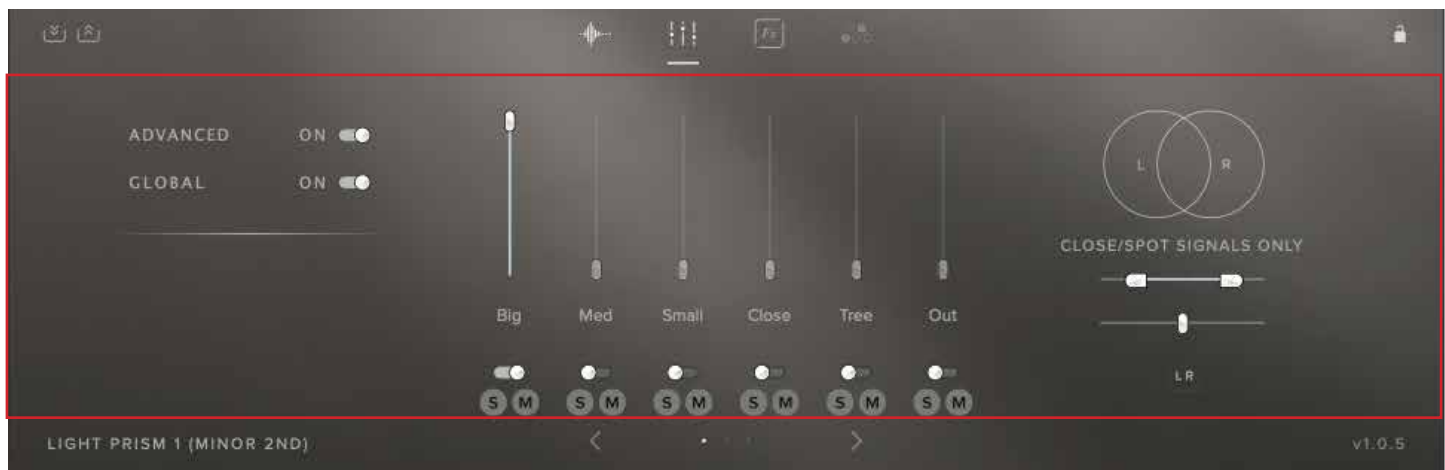 Fx
ADVANCED ON
GLOBAL ON
L R
CLOSE/SPOT SIGNALS ONLY
Big Med Small Close Tree Out
S M S M S M S M S M S M
L R
LIGHT PRISM 1 (MINOR 2ND)
v1.0.5